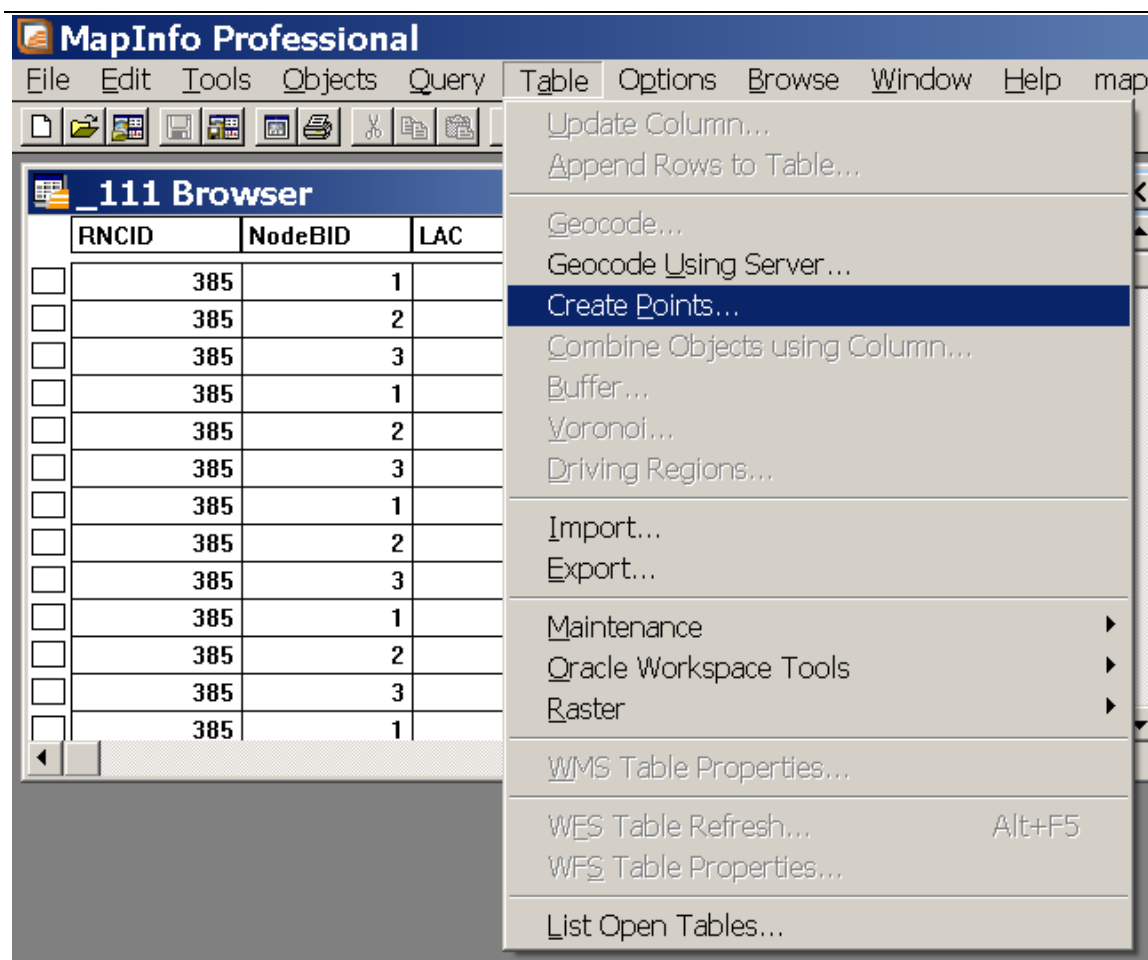 MapInfo Professional
File Edit Tools Objects Query Table Options Browse Window Help map
Update Column...
Append Rows to Table...
Geocode...
Geocode Using Server...
Create Points...
Combine Objects using Column...
Buffer...
Voronoi...
Driving Regions...
Import...
Export...
Maintenance
Oracle Workspace Tools
Raster
WMS Table Properties...
WFS Table Refresh... Alt+F5
WFS Table Properties...
List Open Tables...
_111 Browser
RNCID NodeBID LAC
385 1
385 2
385 3
385 1
385 2
385 3
385 1
385 2
385 3
385 1
385 2
385 3
385 1